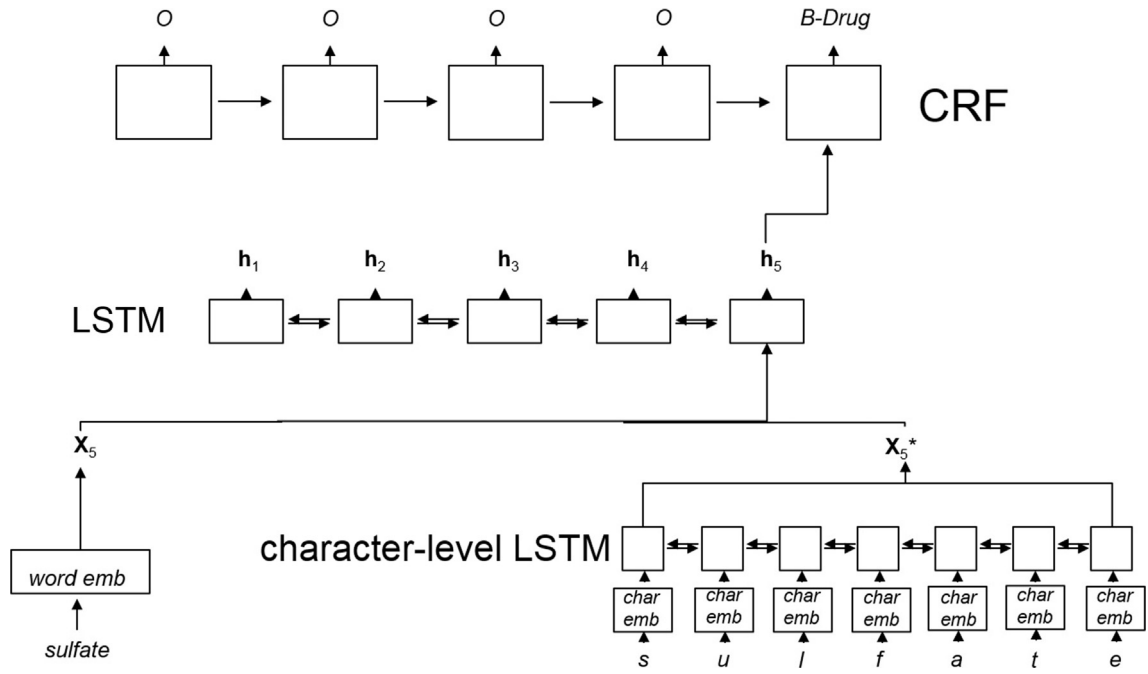 O O O O B-Drug
CRF
h₁ h₂ h₃ h₄ h₅
LSTM
X₅ X₅*
character-level LSTM
word emb
char emb char emb char emb char emb char emb char emb char emb
sulfate
s u l f a t e